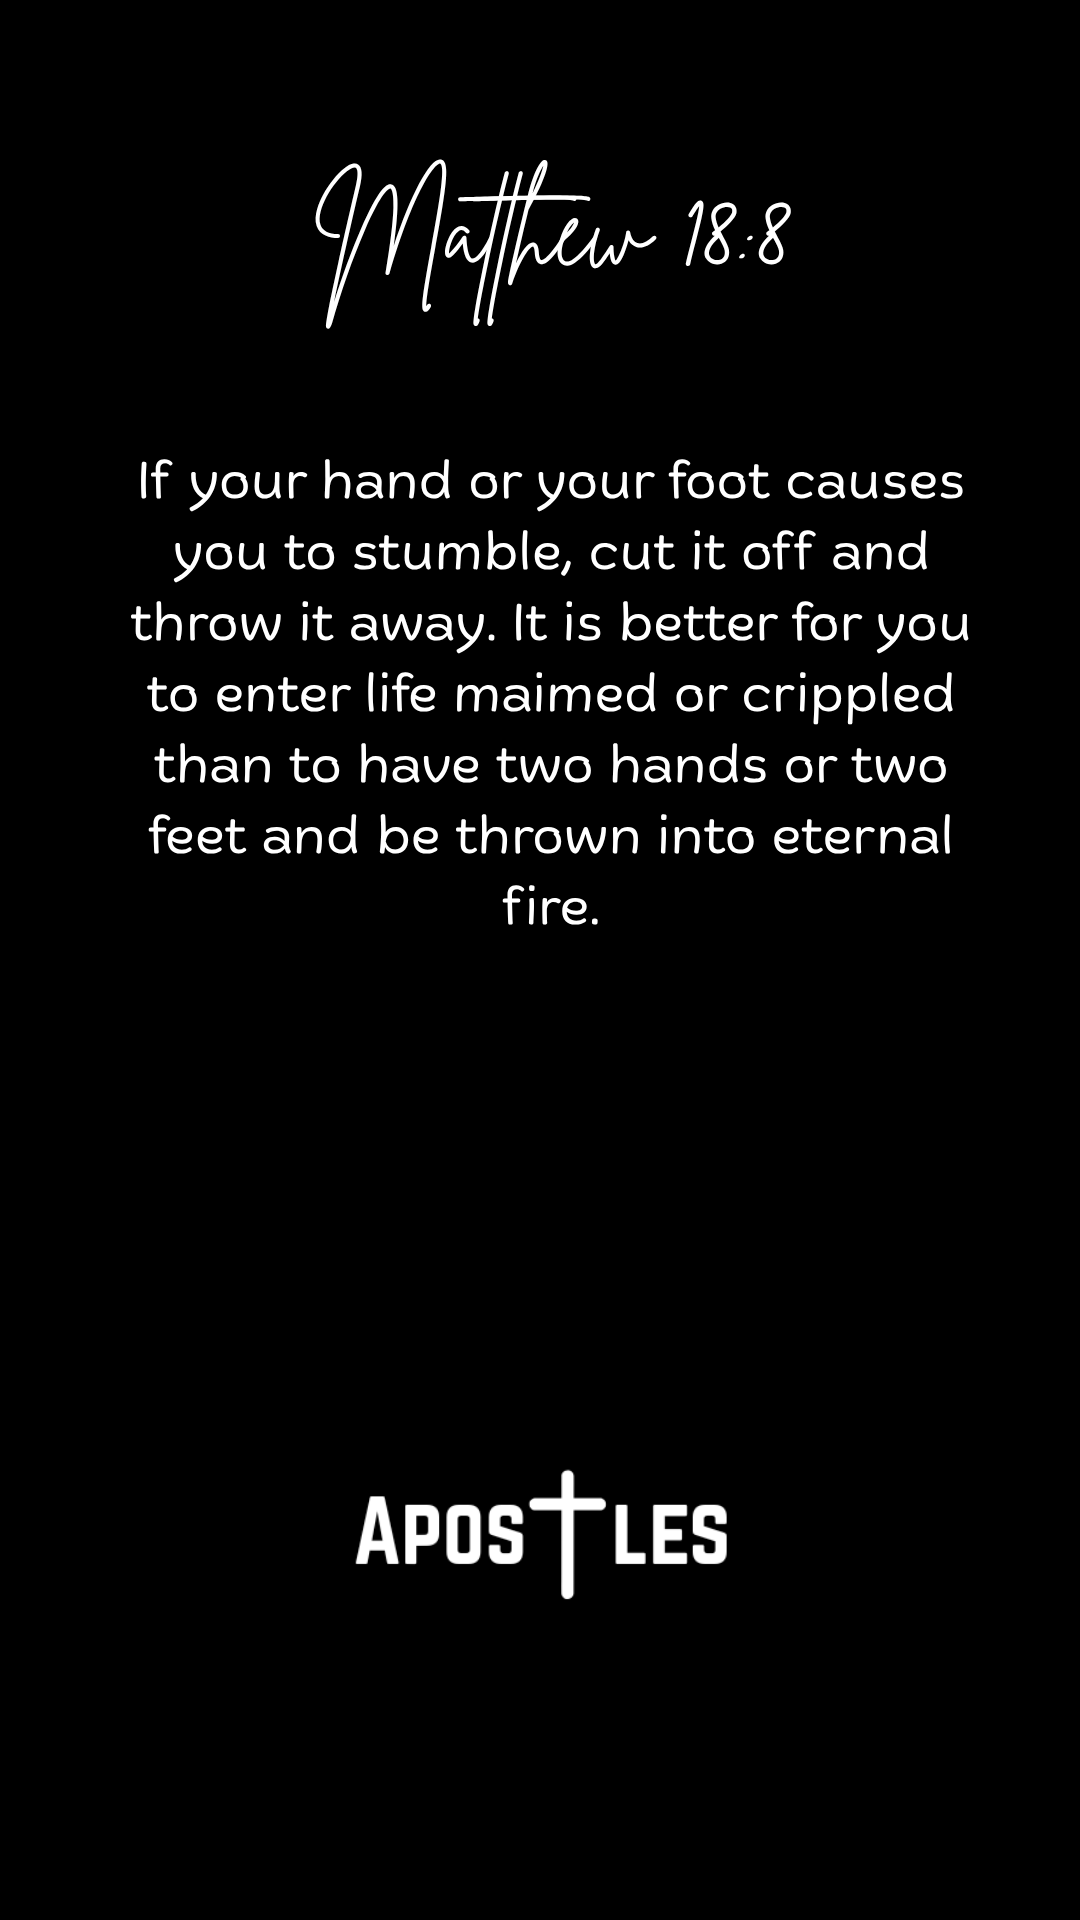 Matthew 18:8
If your hand or your foot causes
you to stumble, cut it off and
throw it away. It is better for you
to enter life maimed or crippled
than to have two hands or two
feet and be thrown into eternal
fire.
APOSTLES